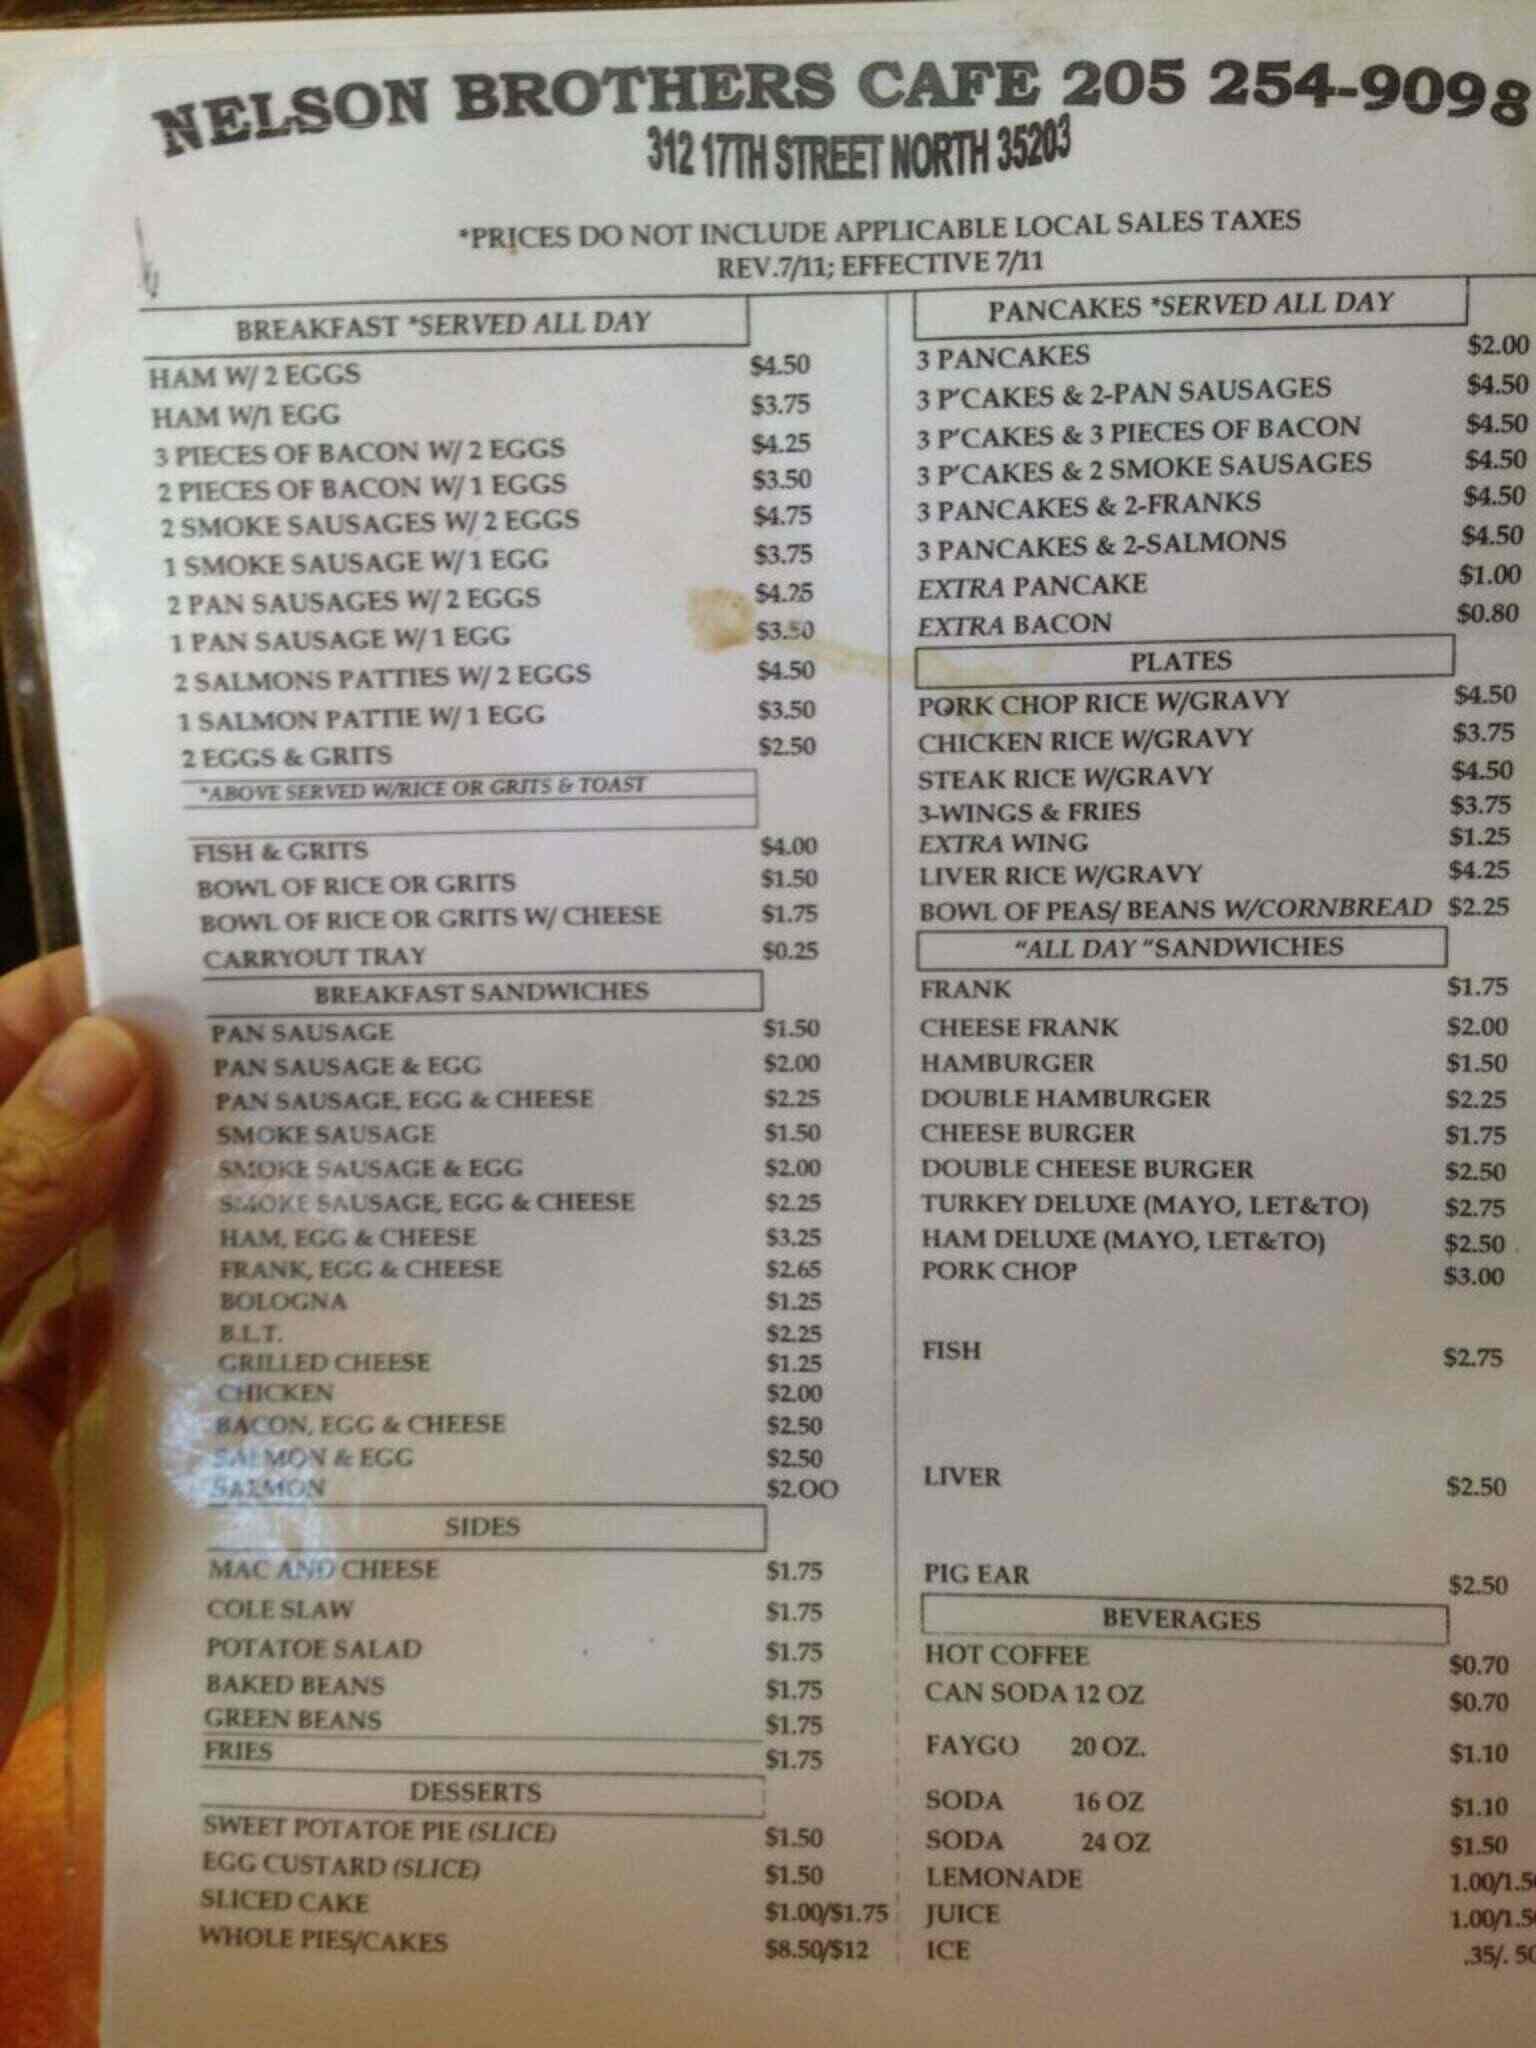 NELSON BROTHERS CAFE 205 254-9098
312 17TH STREET NORTH 35203
*PRICES DO NOT INCLUDE APPLICABLE LOCAL SALES TAXES
REV.7/11; EFFECTIVE 7/11
BREAKFAST *SERVED ALL DAY
HAM W/ 2 EGGS $4.50
HAM W/1 EGG $3.75
3 PIECES OF BACON W/ 2 EGGS $4.25
2 PIECES OF BACON W/ 1 EGGS $3.50
2 SMOKE SAUSAGES W/ 2 EGGS $4.75
1 SMOKE SAUSAGE W/ 1 EGG $3.75
2 PAN SAUSAGES W/ 2 EGGS $4.25
1 PAN SAUSAGE W/ 1 EGG $3.50
2 SALMONS PATTIES W/ 2 EGGS $4.50
1 SALMON PATTIE W/ 1 EGG $3.50
2 EGGS & GRITS $2.50
*ABOVE SERVED W/RICE OR GRITS & TOAST
FISH & GRITS $4.00
BOWL OF RICE OR GRITS $1.50
BOWL OF RICE OR GRITS W/ CHEESE $1.75
CARRYOUT TRAY $0.25
BREAKFAST SANDWICHES
PAN SAUSAGE $1.50
PAN SAUSAGE & EGG $2.00
PAN SAUSAGE, EGG & CHEESE $2.25
SMOKE SAUSAGE $1.50
SMOKE SAUSAGE & EGG $2.00
SMOKE SAUSAGE, EGG & CHEESE $2.25
HAM, EGG & CHEESE $3.25
FRANK, EGG & CHEESE $2.65
BOLOGNA $1.25
B.L.T. $2.25
GRILLED CHEESE $1.25
CHICKEN $2.00
BACON, EGG & CHEESE $2.50
SALMON & EGG $2.50
SALMON $2.OO
SIDES
MAC AND CHEESE $1.75
COLE SLAW $1.75
POTATOE SALAD $1.75
BAKED BEANS $1.75
GREEN BEANS $1.75
FRIES $1.75
DESSERTS
SWEET POTATOE PIE (SLICE) $1.50
EGG CUSTARD (SLICE) $1.50
SLICED CAKE $1.00/$1.75
WHOLE PIES/CAKES $8.50/$12
PANCAKES *SERVED ALL DAY
3 PANCAKES $2.00
3 P'CAKES & 2-PAN SAUSAGES $4.50
3 P'CAKES & 3 PIECES OF BACON $4.50
3 P'CAKES & 2 SMOKE SAUSAGES $4.50
3 PANCAKES & 2-FRANKS $4.50
3 PANCAKES & 2-SALMONS $4.50
EXTRA PANCAKE $1.00
EXTRA BACON $0.80
PLATES
PORK CHOP RICE W/GRAVY $4.50
CHICKEN RICE W/GRAVY $3.75
STEAK RICE W/GRAVY $4.50
3-WINGS & FRIES $3.75
EXTRA WING $1.25
LIVER RICE W/GRAVY $4.25
BOWL OF PEAS/ BEANS W/CORNBREAD $2.25
"ALL DAY "SANDWICHES
FRANK $1.75
CHEESE FRANK $2.00
HAMBURGER $1.50
DOUBLE HAMBURGER $2.25
CHEESE BURGER $1.75
DOUBLE CHEESE BURGER $2.50
TURKEY DELUXE (MAYO, LET&TO) $2.75
HAM DELUXE (MAYO, LET&TO) $2.50
PORK CHOP $3.00
FISH $2.75
LIVER $2.50
PIG EAR $2.50
BEVERAGES
HOT COFFEE $0.70
CAN SODA 12 OZ $0.70
FAYGO 20 OZ. $1.10
SODA 16 OZ $1.10
SODA 24 OZ $1.50
LEMONADE 1.00/1.5
JUICE 1.00/1.5
ICE .35/. 50